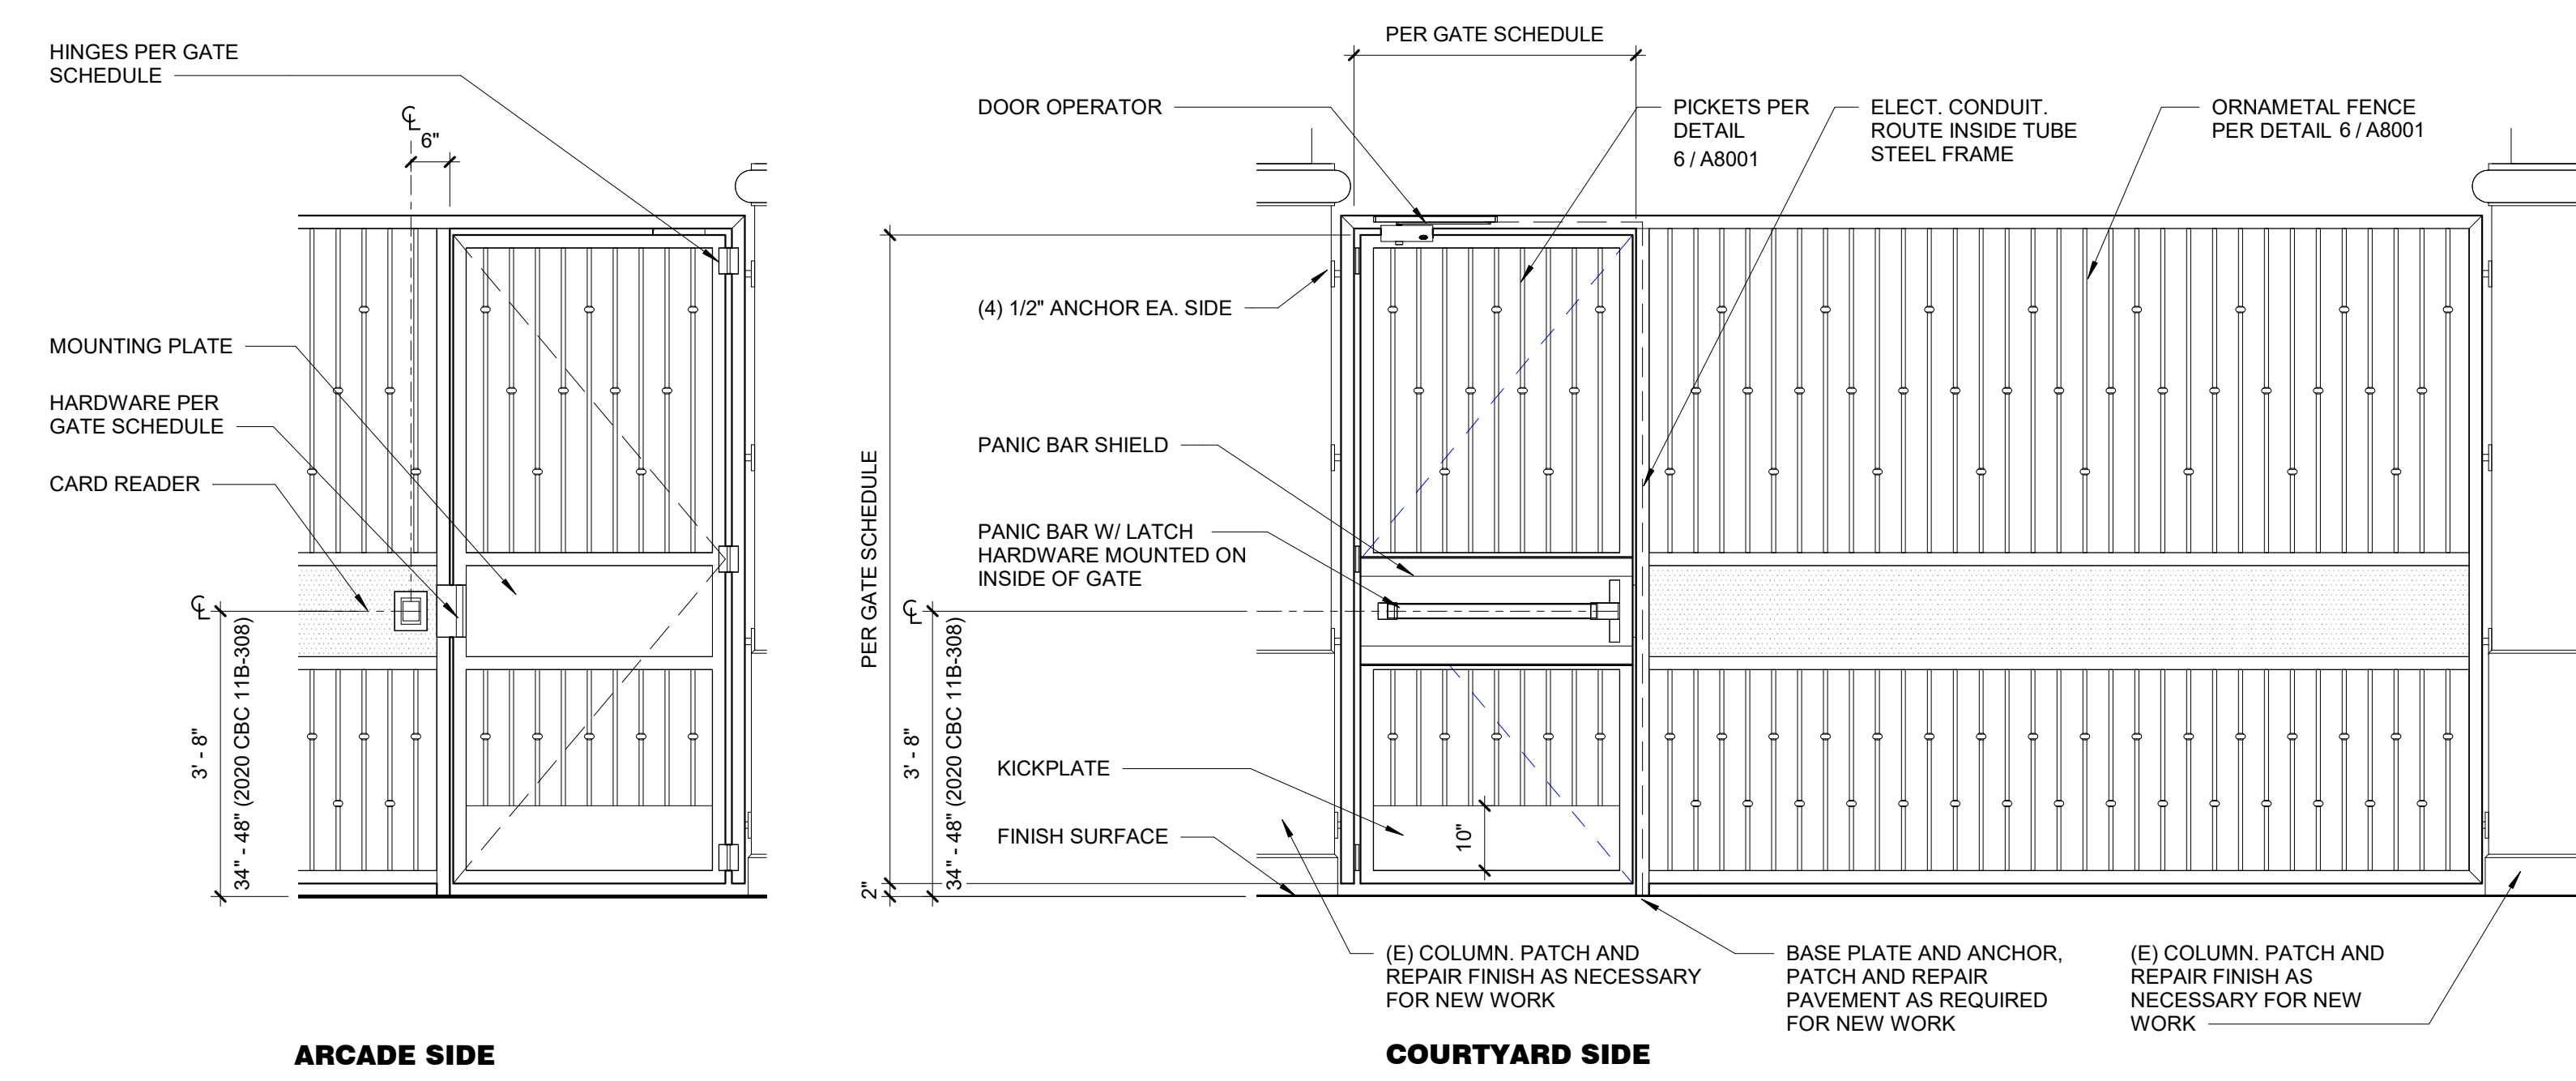 HINGES PER GATE
SCHEDULE
℄
6"
MOUNTING PLATE
HARDWARE PER
GATE SCHEDULE
CARD READER
℄
3' - 8"
34" - 48" (2020 CBC 11B-308)
ARCADE SIDE
PER GATE SCHEDULE
DOOR OPERATOR
PICKETS PER
DETAIL
6 / A8001
ELECT. CONDUIT.
ROUTE INSIDE TUBE
STEEL FRAME
ORNAMETAL FENCE
PER DETAIL 6 / A8001
(4) 1/2" ANCHOR EA. SIDE
PANIC BAR SHIELD
PANIC BAR W/ LATCH
HARDWARE MOUNTED ON
INSIDE OF GATE
PER GATE SCHEDULE
℄
3' - 8"
34" - 48" (2020 CBC 11B-308)
2"
KICKPLATE
10"
FINISH SURFACE
(E) COLUMN. PATCH AND
REPAIR FINISH AS NECESSARY
FOR NEW WORK
BASE PLATE AND ANCHOR,
PATCH AND REPAIR
PAVEMENT AS REQUIRED
FOR NEW WORK
(E) COLUMN. PATCH AND
REPAIR FINISH AS
NECESSARY FOR NEW
WORK
COURTYARD SIDE